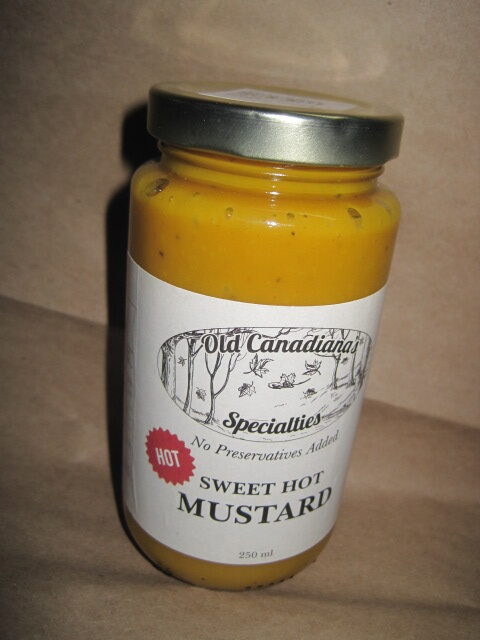 Old Canadiana's
Specialties
No Preservatives Added
HOT
SWEET HOT
MUSTARD
250 ml